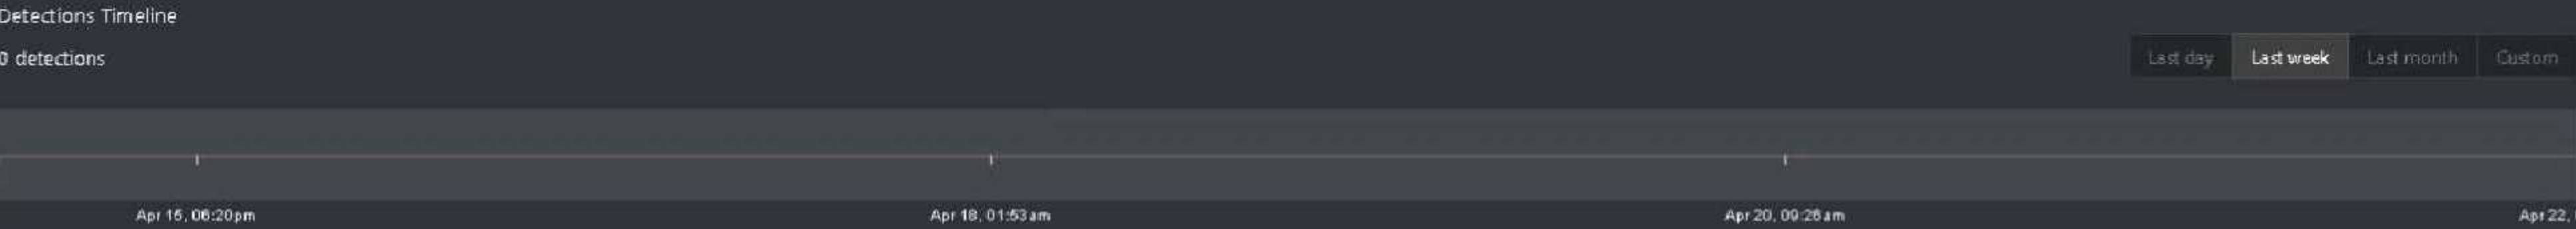 Detections Timeline
0 detections
Last day Last week Last month Custom
Apr 15, 06:20pm Apr 18, 01:53am Apr 20, 09:26am Apr 22,